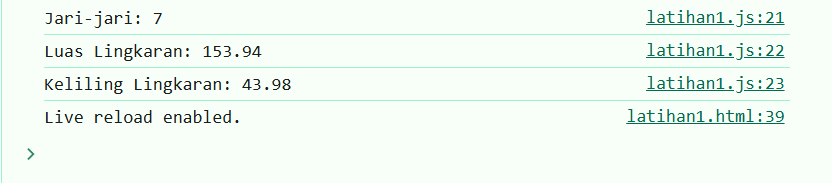 Jari-jari: 7 latihan1.js:21
Luas Lingkaran: 153.94 latihan1.js:22
Keliling Lingkaran: 43.98 latihan1.js:23
Live reload enabled. latihan1.html:39